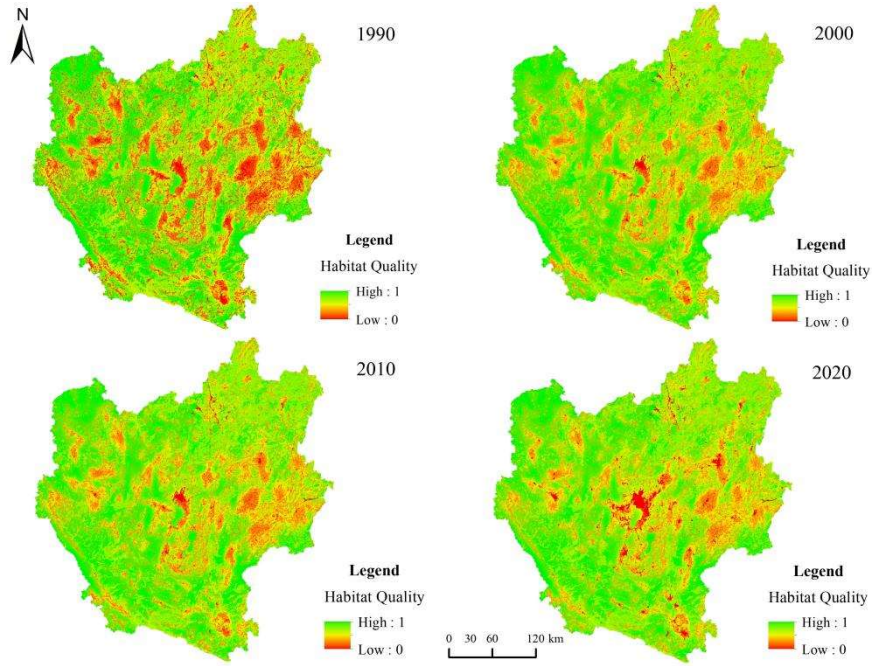 N
1990
Legend
Habitat Quality
High : 1
Low : 0
2000
Legend
Habitat Quality
High : 1
Low : 0
2010
Legend
Habitat Quality
High : 1
Low : 0
2020
Legend
Habitat Quality
High : 1
Low : 0
0 30 60 120 km